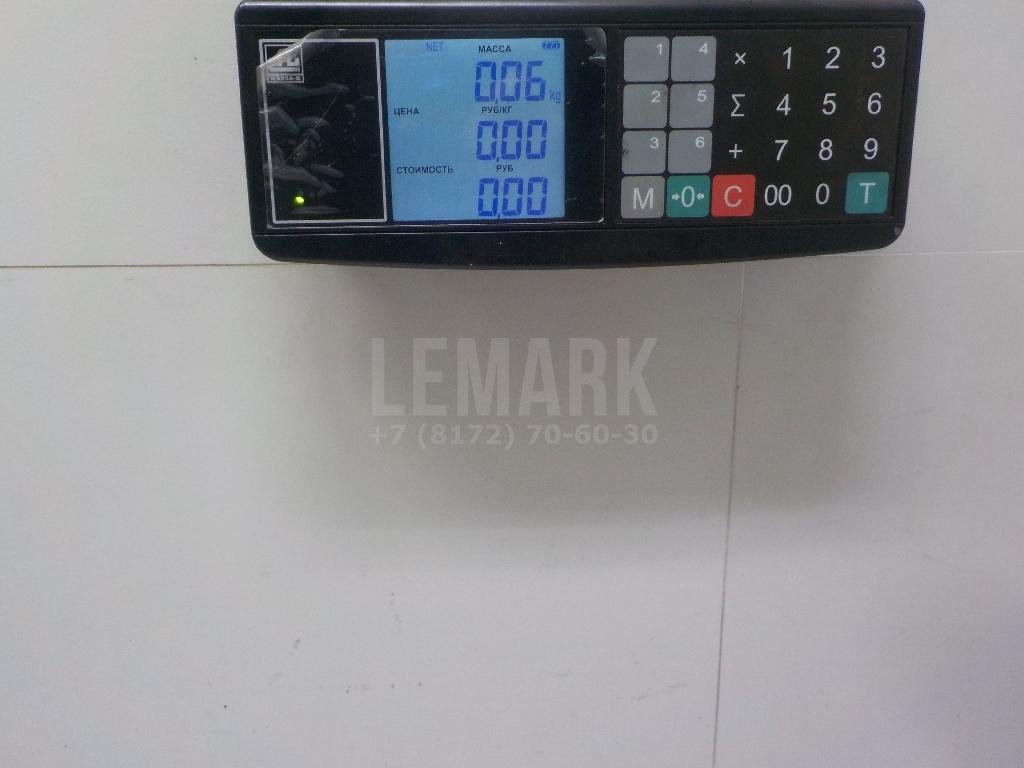 NET МАССА
0,06 kg
ЦЕНА РУБ/КГ
0,00
СТОИМОСТЬ РУБ
0,00
МАССА-К
1 4 × 1 2 3
2 5 Σ 4 5 6
3 6 + 7 8 9
M →0← C 00 0 T
LEMARK
+7 (8172) 70-60-30